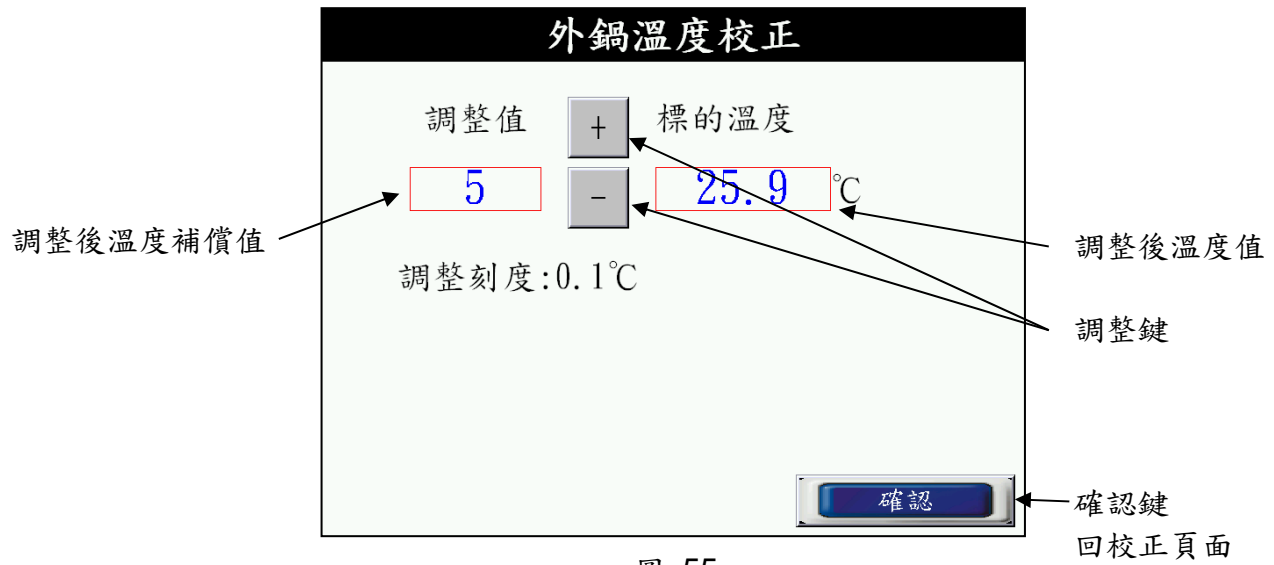 外鍋溫度校正
調整值 + 標的溫度
5 - 25.9 ℃
調整後溫度補償值
調整後溫度值
調整刻度:0.1℃
調整鍵
確認
確認鍵
回校正頁面
圖 55